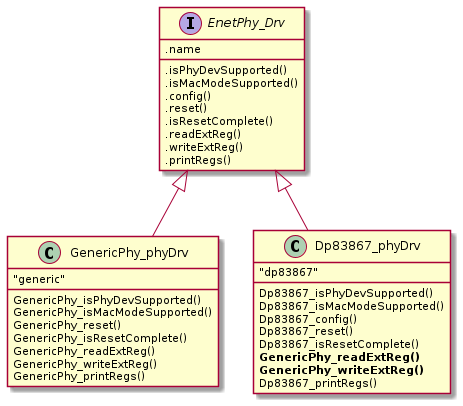 I EnetPhy_Drv
.name
.isPhyDevSupported()
.isMacModeSupported()
.config()
.reset()
.isResetComplete()
.readExtReg()
.writeExtReg()
.printRegs()
C GenericPhy_phyDrv
"generic"
GenericPhy_isPhyDevSupported()
GenericPhy_isMacModeSupported()
GenericPhy_reset()
GenericPhy_isResetComplete()
GenericPhy_readExtReg()
GenericPhy_writeExtReg()
GenericPhy_printRegs()
C Dp83867_phyDrv
"dp83867"
Dp83867_isPhyDevSupported()
Dp83867_isMacModeSupported()
Dp83867_config()
Dp83867_reset()
Dp83867_isResetComplete()
GenericPhy_readExtReg()
GenericPhy_writeExtReg()
Dp83867_printRegs()